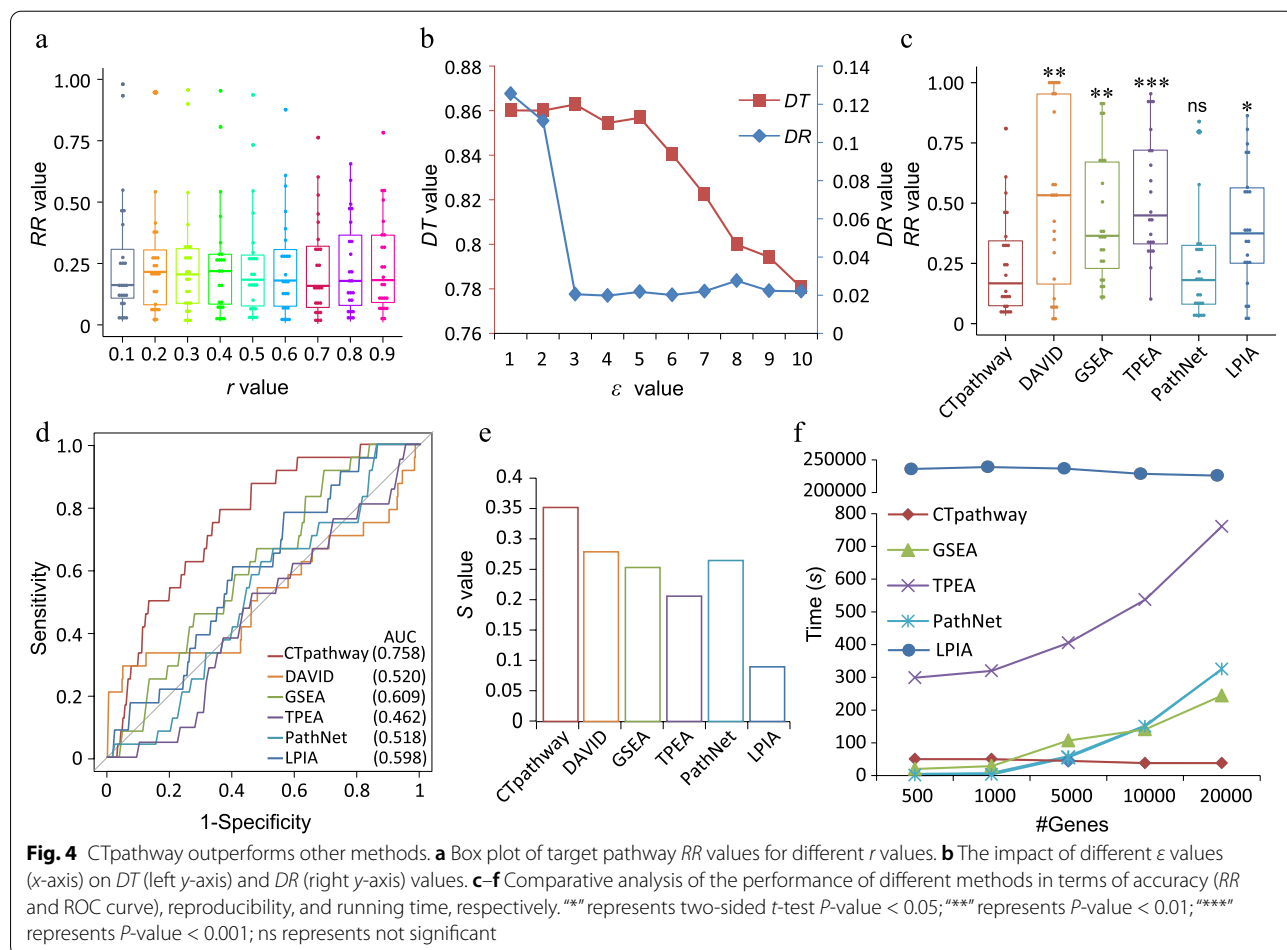 a
1.00
0.75
0.50
0.25
0
RR value
0.1 0.2 0.3 0.4 0.5 0.6 0.7 0.8 0.9
r value
b
0.88
0.86
0.84
0.82
0.8
0.78
0.76
DT value
DT
DR
0.14
0.12
0.1
0.08
0.06
0.04
0.02
0
DR value
1 2 3 4 5 6 7 8 9 10
ε value
c
1.00
0.75
0.50
0.25
0
RR value
** ** *** ns *
CTpathway DAVID GSEA TPEA PathNet LPIA
d
1.0
0.8
0.6
0.4
0.2
0
Sensitivity
AUC
CTpathway (0.758)
DAVID (0.520)
GSEA (0.609)
TPEA (0.462)
PathNet (0.518)
LPIA (0.598)
0 0.2 0.4 0.6 0.8 1
1-Specificity
e
0.4
0.35
0.3
0.25
0.2
0.15
0.1
0.05
0
S value
CTpathway DAVID GSEA TPEA PathNet LPIA
f
250000
200000
800
700
600
500
400
300
200
100
0
Time (s)
CTpathway
GSEA
TPEA
PathNet
LPIA
500 1000 5000 10000 20000
#Genes
Fig. 4 CTpathway outperforms other methods. a Box plot of target pathway RR values for different r values. b The impact of different ε values
(x-axis) on DT (left y-axis) and DR (right y-axis) values. c–f Comparative analysis of the performance of different methods in terms of accuracy (RR
and ROC curve), reproducibility, and running time, respectively. “*” represents two-sided t-test P-value < 0.05; “**” represents P-value < 0.01; “***”
represents P-value < 0.001; ns represents not significant